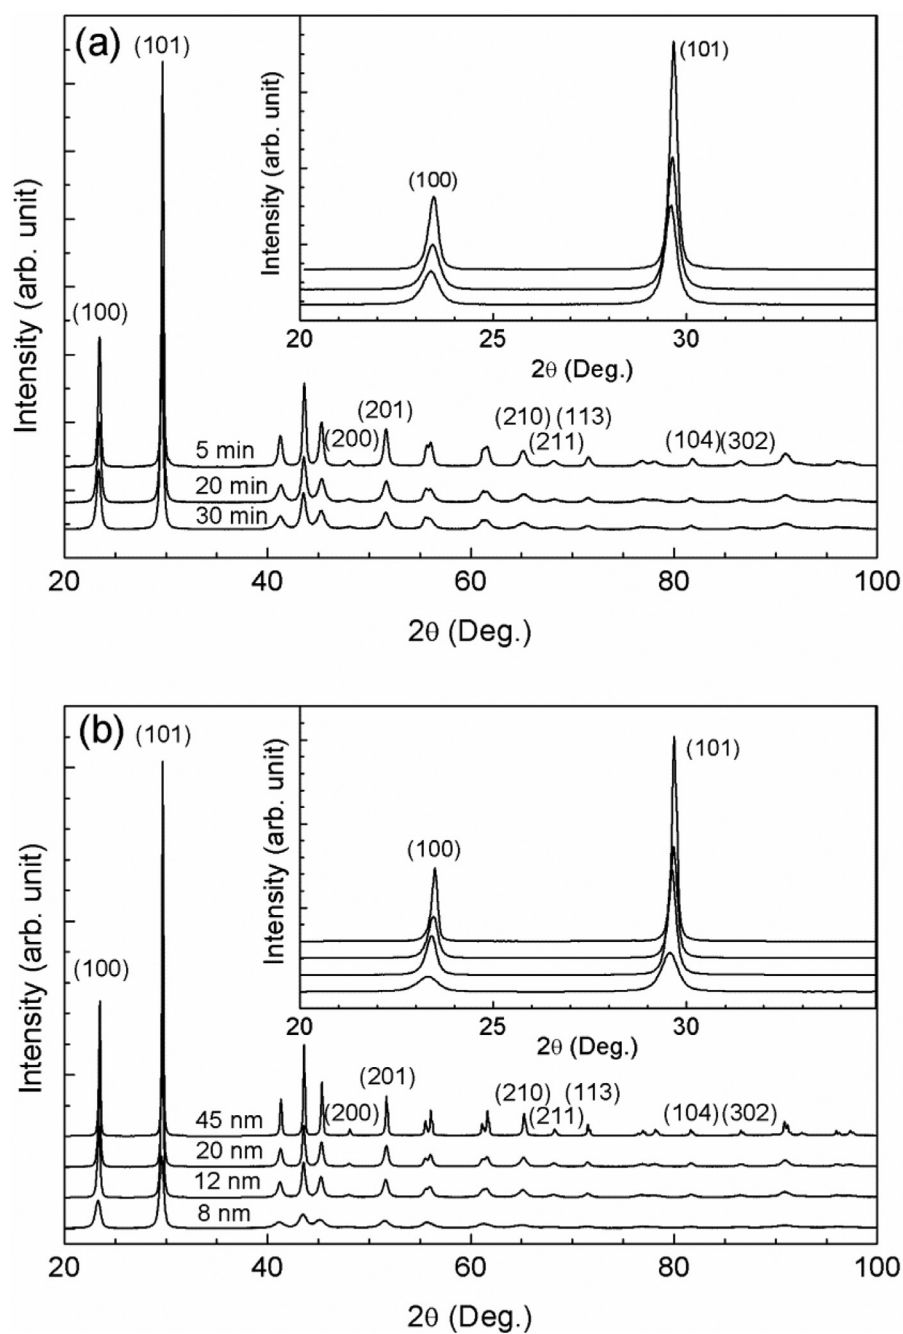 (a)
(101)
(100)
5 min
20 min
30 min
(200)
(201)
(210) (113)
(211)
(104) (302)
Intensity (arb. unit)
20 40 60 80 100
2θ (Deg.)
(100)
(101)
Intensity (arb. unit)
20 25 30
2θ (Deg.)
(b)
(101)
(100)
45 nm
20 nm
12 nm
8 nm
(200)
(201)
(210) (113)
(211)
(104) (302)
Intensity (arb. unit)
20 40 60 80 100
2θ (Deg.)
(100)
(101)
Intensity (arb. unit)
20 25 30
2θ (Deg.)